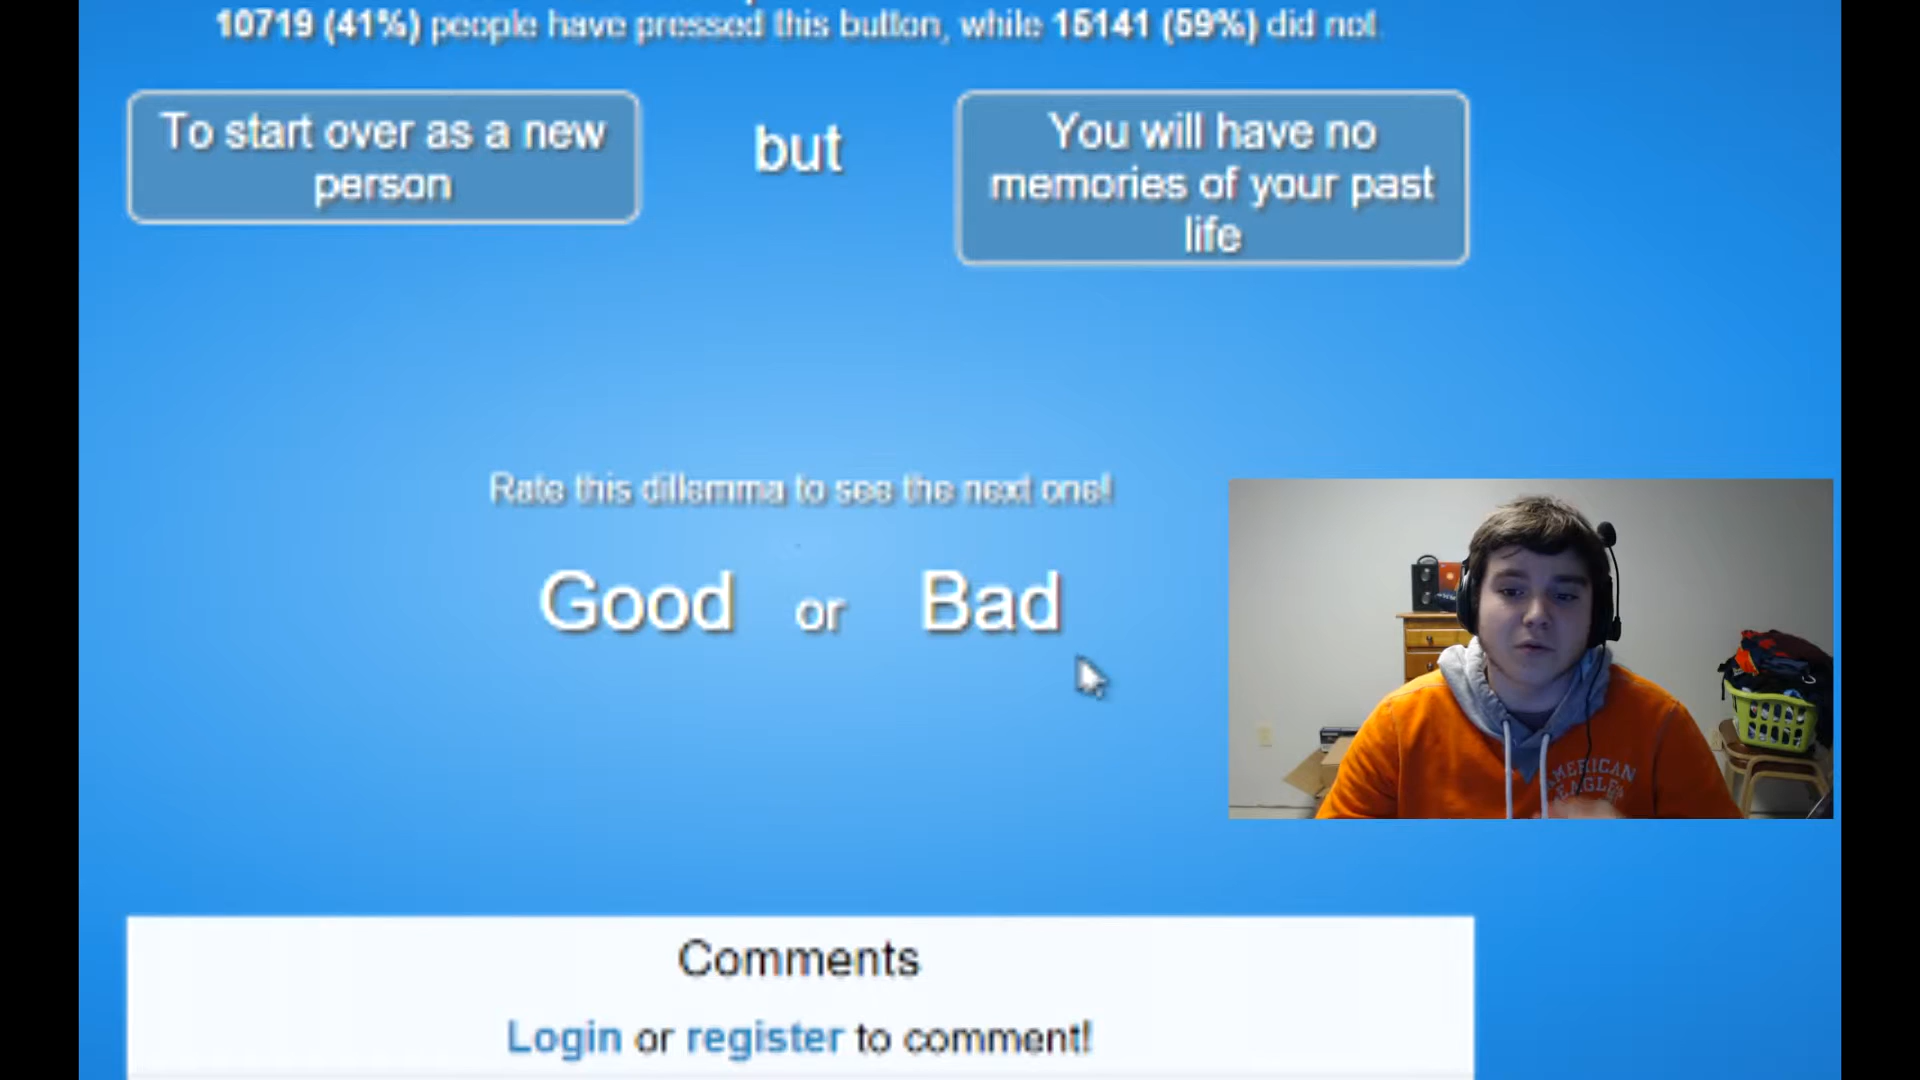 10719 (41%) people have pressed this button, while 15141 (59%) did not.
To start over as a new
person
but
You will have no
memories of your past
life
Rate this dillemma to see the next one!
Good or Bad
AMERICAN
EAGLE
Comments
Login or register to comment!